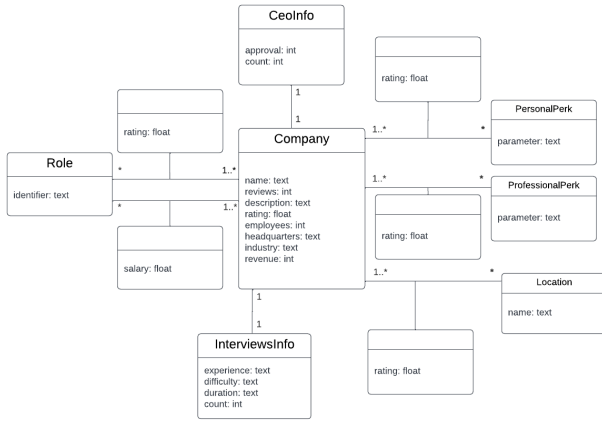 CeoInfo
approval: int
count: int
1
1
rating: float
rating: float
PersonalPerk
parameter: text
1..*
*
Company
name: text
reviews: int
description: text
rating: float
employees: int
headquarters: text
industry: text
revenue: int
Role
identifier: text
*
1..*
*
1..*
1..*
*
ProfessionalPerk
parameter: text
rating: float
salary: float
1..*
*
Location
name: text
1
1
InterviewsInfo
experience: text
difficulty: text
duration: text
count: int
rating: float